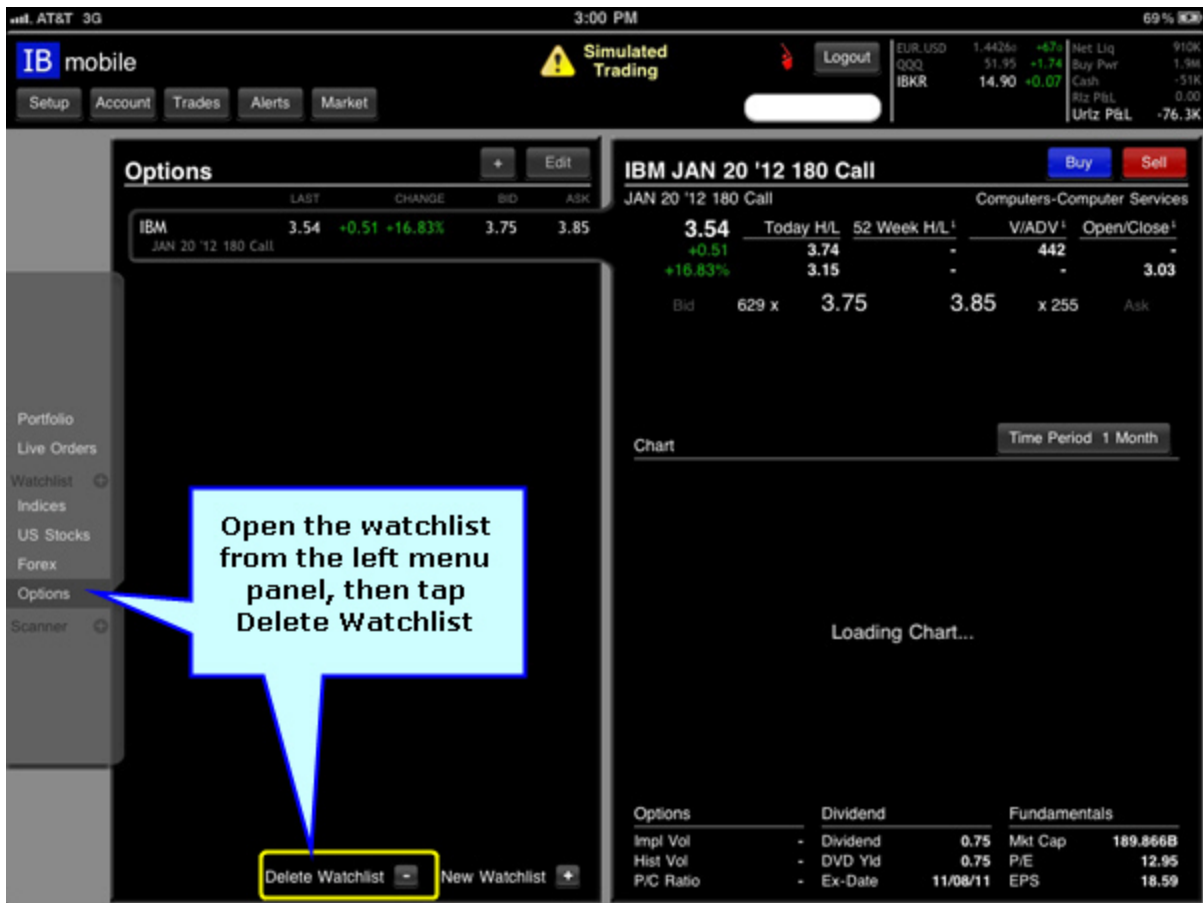 AT&T 3G 3:00 PM 69%
IB mobile
Simulated
Trading
Logout
EUR.USD 1.44260 +670
QQQ 51.95 +1.74
IBKR 14.90 +0.07
Net Liq 910K
Buy Pwr 1.9M
Cash -51K
Rlz P&L 0.00
Urlz P&L -76.3K
Setup Account Trades Alerts Market
Options + Edit
LAST CHANGE BID ASK
IBM 3.54 +0.51 +16.83% 3.75 3.85
JAN 20 '12 180 Call
IBM JAN 20 '12 180 Call Buy Sell
JAN 20 '12 180 Call Computers-Computer Services
3.54 Today H/L 52 Week H/L V/ADV Open/Close
+0.51 3.74 - 442 -
+16.83% 3.15 - - 3.03
Bid 629 x 3.75 3.85 x 255 Ask
Portfolio
Live Orders
Watchlist
Indices
US Stocks
Forex
Options
Scanner
Open the watchlist
from the left menu
panel, then tap
Delete Watchlist
Delete Watchlist - New Watchlist +
Chart Time Period 1 Month
Loading Chart...
Options Dividend Fundamentals
Impl Vol - Dividend 0.75 Mkt Cap 189.866B
Hist Vol - DVD Yld 0.75 P/E 12.95
P/C Ratio - Ex-Date 11/08/11 EPS 18.59